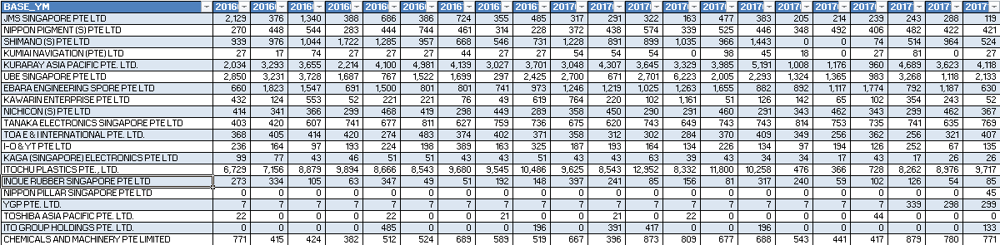 BASE_YM 2016 2016 2016 2016 2016 2016 2016 2016 2016 2017 2017 2017 2017 2017 2017 2017 2017 2017 2017 2017 2017
JMS SINGAPORE PTE LTD 2,129 376 1,340 388 686 386 724 355 485 317 291 322 163 477 383 205 214 239 243 288 119
NIPPON PIGMENT (S) PTE LTD 270 448 544 283 444 744 461 314 228 372 438 574 339 525 446 348 492 406 482 422 421
SHIMANO (S) PTE LTD 939 976 1,044 1,722 1,285 957 668 546 731 1,228 891 899 1,035 966 1,443 0 0 74 514 964 524
KUMIAI NAVIGATION (PTE) LTD 27 17 74 27 27 27 44 27 27 54 54 54 0 98 45 18 0 27 81 0 27
KURARAY ASIA PACIFIC PTE. LTD. 2,034 3,293 3,655 2,214 4,100 4,981 4,139 3,027 3,701 3,048 4,307 3,645 3,329 3,985 5,191 1,008 1,176 960 4,689 3,623 4,118
UBE SINGAPORE PTE LTD 2,850 3,231 3,728 1,687 767 1,522 1,699 297 2,425 2,700 671 2,701 6,223 2,005 2,293 1,324 1,365 983 3,268 1,118 2,133
EBARA ENGINEERING SPORE PTE LTD 660 1,823 1,547 691 1,500 801 801 741 973 1,246 1,219 1,025 1,263 1,655 882 892 1,117 1,774 792 1,187 630
KAWARIN ENTERPRISE PTE LTD 432 124 553 52 221 221 76 49 619 764 220 102 1,161 51 126 142 65 102 354 243 52
NICHICON (S) PTE LTD 414 341 366 299 468 419 298 449 289 358 450 290 291 460 291 343 462 343 299 462 367
TANAKA ELECTRONICS SINGAPORE PTE LTD 403 420 607 741 677 811 627 759 736 675 620 743 649 743 743 814 753 735 741 635 769
TOA E & I INTERNATIONAL PTE. LTD. 368 405 414 420 274 483 374 402 371 358 312 302 284 370 409 349 256 362 256 321 407
I-O & YT PTE LTD 236 164 97 193 224 198 389 163 325 187 193 164 134 226 134 97 194 126 252 67 135
KAGA (SINGAPORE) ELECTRONICS PTE LTD 99 77 43 46 51 51 43 43 51 43 43 63 39 43 34 34 17 43 17 26 26
ITOCHU PLASTICS PTE., LTD. 6,729 7,156 8,879 9,894 8,666 8,543 9,680 9,545 10,486 9,625 8,543 12,952 8,332 11,800 10,258 476 366 728 8,262 8,976 9,717
INOUE RUBBER SINGAPORE PTE LTD 273 334 105 63 347 49 51 192 148 397 241 85 156 81 317 240 59 102 126 54 85
NIPPON PILLAR SINGAPORE PTE LTD 0 0 0 0 0 0 0 0 0 0 0 0 0 0 0 0 0 0 0 0 45
YGP PTE. LTD. 7 7 7 7 7 7 7 7 7 7 7 7 7 7 7 7 7 7 339 298 299
TOSHIBA ASIA PACIFIC PTE. LTD. 22 0 0 0 22 0 0 21 0 0 21 0 22 0 0 0 0 44 0 0 0
ITO GROUP HOLDINGS PTE. LTD. 0 0 0 0 485 0 0 0 196 0 391 417 0 0 196 0 0 0 0 0 133
CHEMICALS AND MACHINERY PTE LIMITED 771 415 424 382 512 524 689 589 519 667 396 873 809 677 688 543 441 417 879 780 771